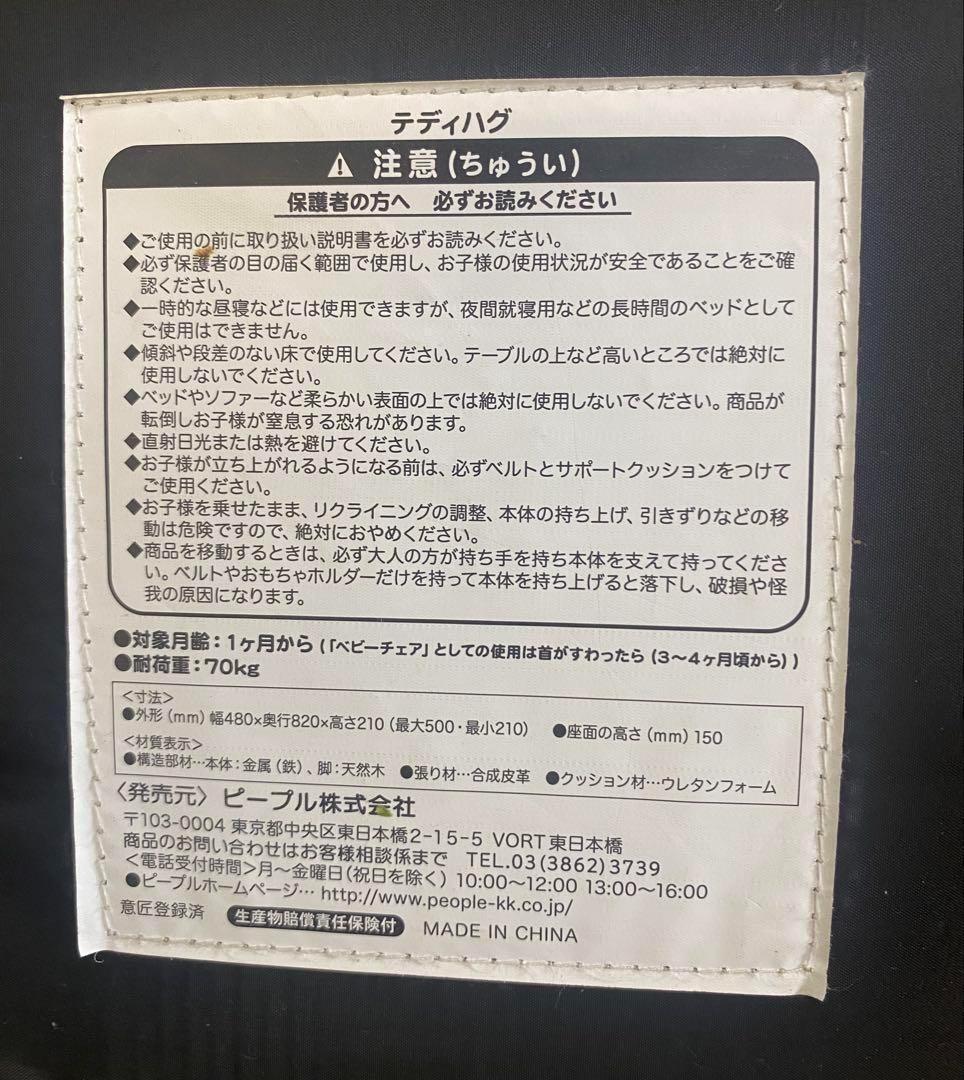 テディハグ
注意(ちゅうい)
保護者の方へ 必ずお読みください
◆ご使用の前に取り扱い説明書を必ずお読みください。
◆必ず保護者の目の届く範囲で使用し、お子様の使用状況が安全であることをご確
認ください。
◆一時的な昼寝などには使用できますが、夜間就寝用などの長時間のベッドとして
ご使用はできません。
◆傾斜や段差のない床で使用してください。テーブルの上など高いところでは絶対に
使用しないでください。
◆ベッドやソファーなど柔らかい表面の上では絶対に使用しないでください。商品が
転倒しお子様が窒息する恐れがあります。
◆直射日光または熱を避けてください。
◆お子様が立ち上がれるようになる前は、必ずベルトとサポートクッションをつけて
ご使用ください。
◆お子様を乗せたまま、リクライニングの調整、本体の持ち上げ、引きずりなどの移
動は危険ですので、絶対におやめください。
◆商品を移動するときは、必ず大人の方が持ち手を持ち本体を支えて持ってくださ
い。ベルトやおもちゃホルダーだけを持って本体を持ち上げると落下し、破損や怪
我の原因になります。
●対象月齢：1ヶ月から(「ベビーチェア」としての使用は首がすわったら(3〜4ヶ月頃から))
●耐荷重：70kg
<寸法>
●外形(mm)幅480×奥行820×高さ210(最大500・最小210) ●座面の高さ(mm)150
<材質表示>
●構造部材…本体：金属(鉄)、脚：天然木 ●張り材…合成皮革 ●クッション材…ウレタンフォーム
〈発売元〉ピープル株式会社
〒103-0004 東京都中央区東日本橋2-15-5 VORT東日本橋
商品のお問い合わせはお客様相談係まで TEL.03(3862)3739
<電話受付時間>月〜金曜日(祝日を除く)10:00〜12:00 13:00〜16:00
●ピープルホームページ… http://www.people-kk.co.jp/
意匠登録済 生産物賠償責任保険付 MADE IN CHINA